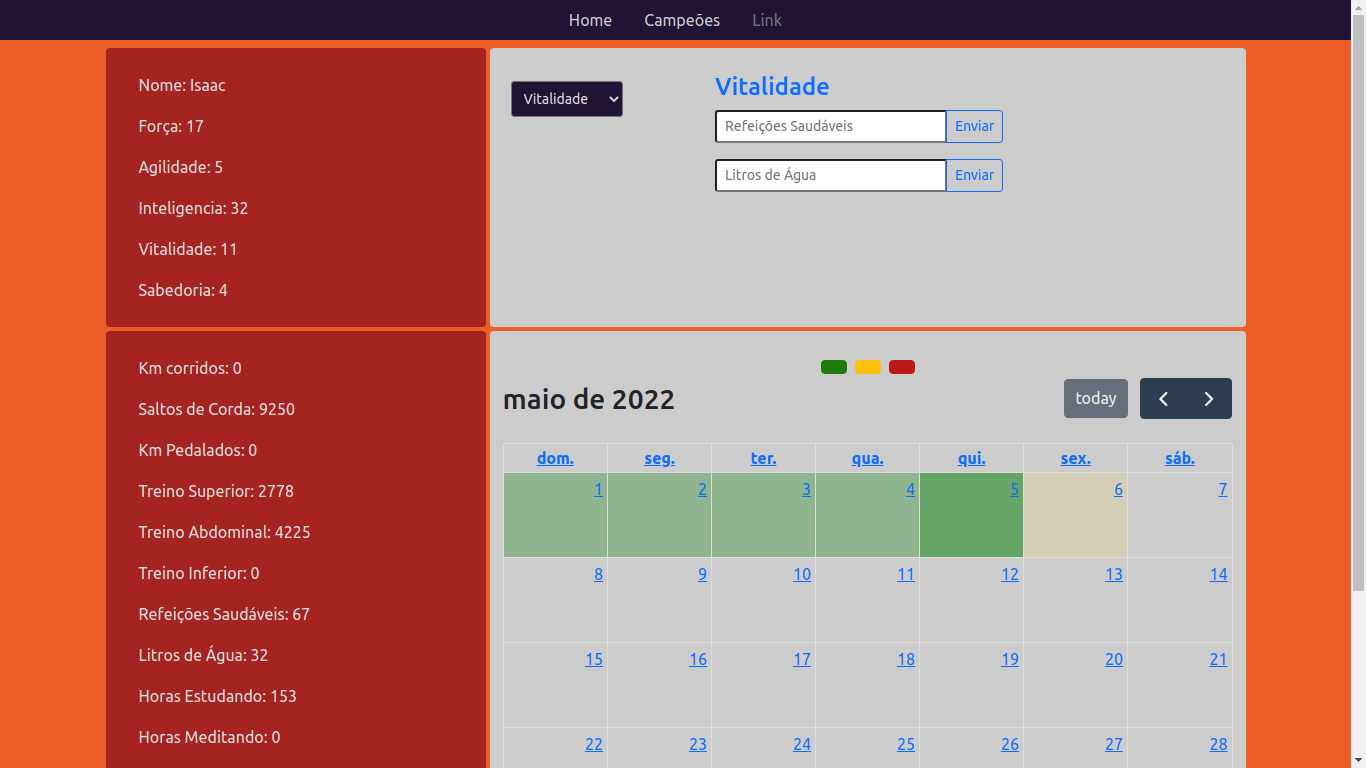 Home Campeões Link
Nome: Isaac
Força: 17
Agilidade: 5
Inteligencia: 32
Vitalidade: 11
Sabedoria: 4
Vitalidade
Vitalidade
Refeições Saudáveis Enviar
Litros de Água Enviar
Km corridos: 0
Saltos de Corda: 9250
Km Pedalados: 0
Treino Superior: 2778
Treino Abdominal: 4225
Treino Inferior: 0
Refeições Saudáveis: 67
Litros de Água: 32
Horas Estudando: 153
Horas Meditando: 0
maio de 2022 today
dom. seg. ter. qua. qui. sex. sáb.
1 2 3 4 5 6 7
8 9 10 11 12 13 14
15 16 17 18 19 20 21
22 23 24 25 26 27 28